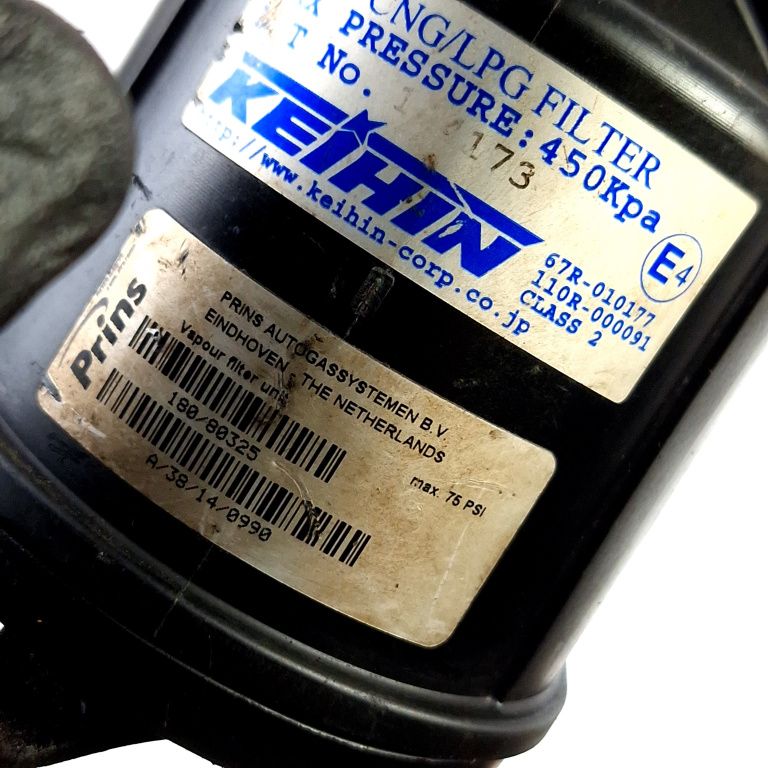 CNG/LPG FILTER
PRESSURE:450Kpa
T No. 173
KEIHIN
http://www.keihin-corp.co.jp
E4
67R-010177
110R-000091
CLASS 2
Prins
PRINS AUTOGASSYSTEMEN B.V.
EINDHOVEN THE NETHERLANDS
Vapour filter unit
max. 75 PSI
180/80325
A/38/14/0990